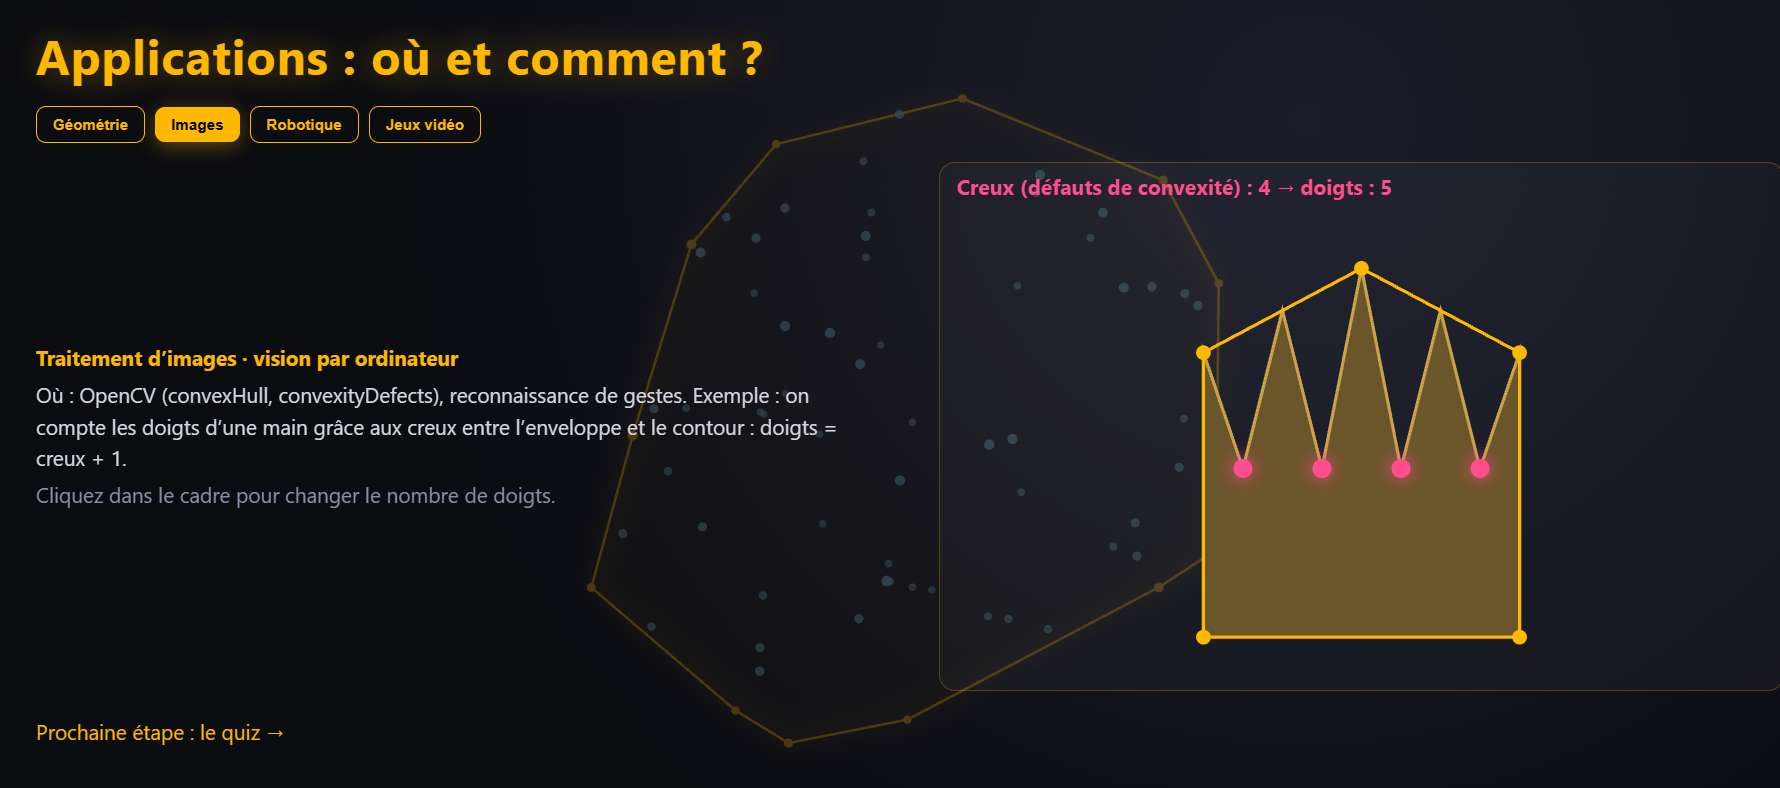 Applications : où et comment ?
Géométrie Images Robotique Jeux vidéo
Creux (défauts de convexité) : 4 → doigts : 5
Traitement d’images · vision par ordinateur
Où : OpenCV (convexHull, convexityDefects), reconnaissance de gestes. Exemple : on
compte les doigts d’une main grâce aux creux entre l’enveloppe et le contour : doigts =
creux + 1.
Cliquez dans le cadre pour changer le nombre de doigts.
Prochaine étape : le quiz →